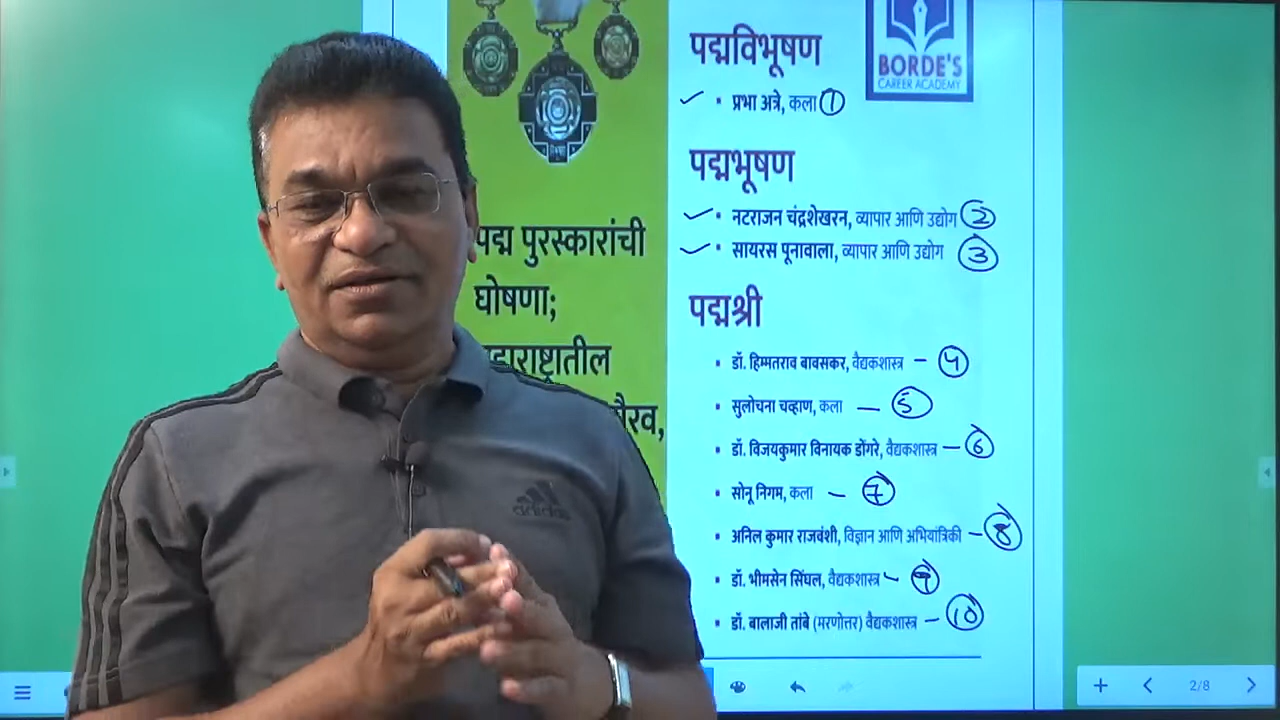 पद्मविभूषण
BORDE'S
CAREER ACADEMY
प्रभा अत्रे, कला 1
पद्मभूषण
नटराजन चंद्रशेखरन, व्यापार आणि उद्योग 2
सायरस पूनावाला, व्यापार आणि उद्योग 3
पद्म पुरस्कारांची
घोषणा;
पद्मश्री
डॉ. हिम्मतराव बावसकर, वैद्यकशास्त्र – 4
सुलोचना चव्हाण, कला – 5
डॉ. विजयकुमार विनायक डोंगरे, वैद्यकशास्त्र – 6
सोनू निगम, कला – 7
अनिल कुमार राजवंशी, विज्ञान आणि अभियांत्रिकी – 8
डॉ. भीमसेन सिंघल, वैद्यकशास्त्र – 9
डॉ. बालाजी तांबे (मरणोत्तर) वैद्यकशास्त्र – 10
adidas
2/8